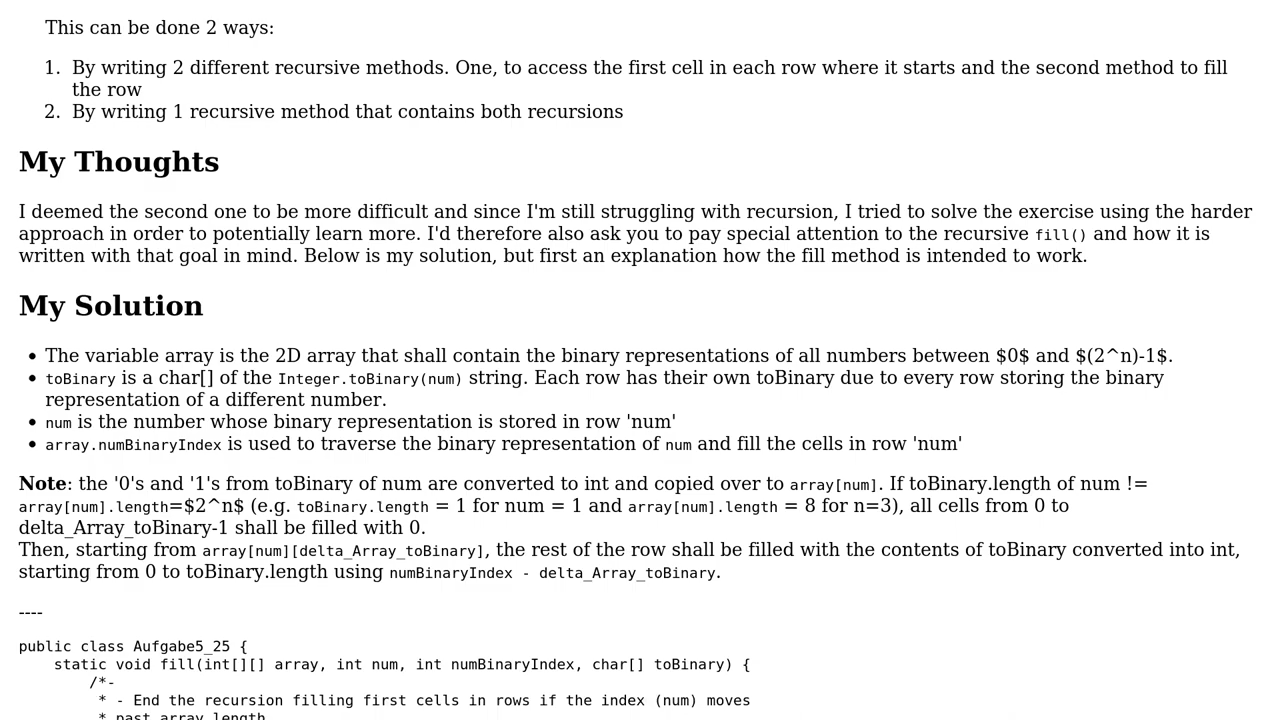 This can be done 2 ways:
1. By writing 2 different recursive methods. One, to access the first cell in each row where it starts and the second method to fill
the row
2. By writing 1 recursive method that contains both recursions
My Thoughts
I deemed the second one to be more difficult and since I'm still struggling with recursion, I tried to solve the exercise using the harder
approach in order to potentially learn more. I'd therefore also ask you to pay special attention to the recursive fill() and how it is
written with that goal in mind. Below is my solution, but first an explanation how the fill method is intended to work.
My Solution
• The variable array is the 2D array that shall contain the binary representations of all numbers between $0$ and $(2^n)-1$.
• toBinary is a char[] of the Integer.toBinary(num) string. Each row has their own toBinary due to every row storing the binary
representation of a different number.
• num is the number whose binary representation is stored in row 'num'
• array.numBinaryIndex is used to traverse the binary representation of num and fill the cells in row 'num'
Note: the '0's and '1's from toBinary of num are converted to int and copied over to array[num]. If toBinary.length of num !=
array[num].length=$2^n$ (e.g. toBinary.length = 1 for num = 1 and array[num].length = 8 for n=3), all cells from 0 to
delta_Array_toBinary-1 shall be filled with 0.
Then, starting from array[num][delta_Array_toBinary], the rest of the row shall be filled with the contents of toBinary converted into int,
starting from 0 to toBinary.length using numBinaryIndex - delta_Array_toBinary.
----
public class Aufgabe5_25 {
    static void fill(int[][] array, int num, int numBinaryIndex, char[] toBinary) {
        /*-
         * - End the recursion filling first cells in rows if the index (num) moves
         * past array.length